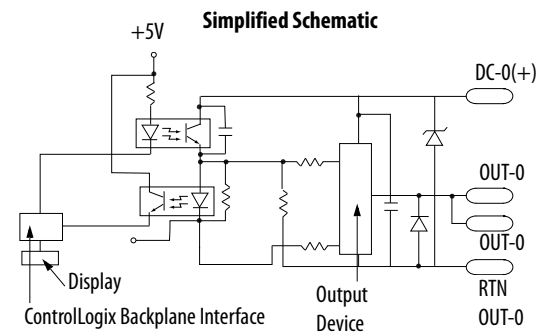 Simplified Schematic
+5V
DC-0(+)
OUT-0
OUT-0
RTN
OUT-0
Display
Output
Device
ControlLogix Backplane Interface